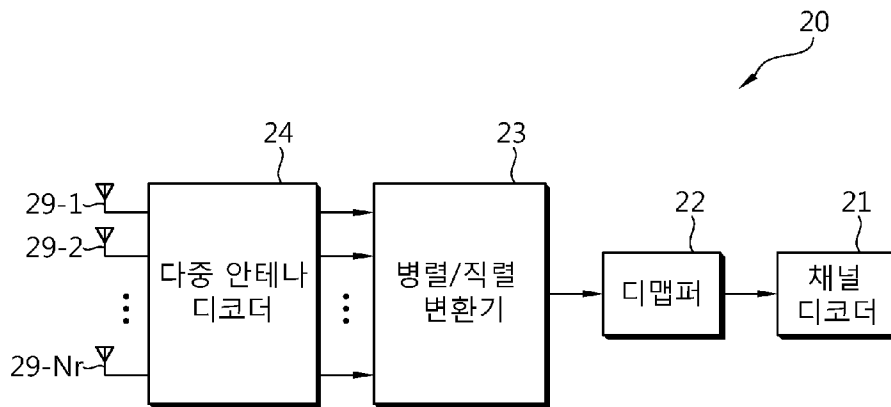 20
24
23
22
21
29-1
29-2
29-Nr
다중 안테나
디코더
병렬/직렬
변환기
디맵퍼
채널
디코더